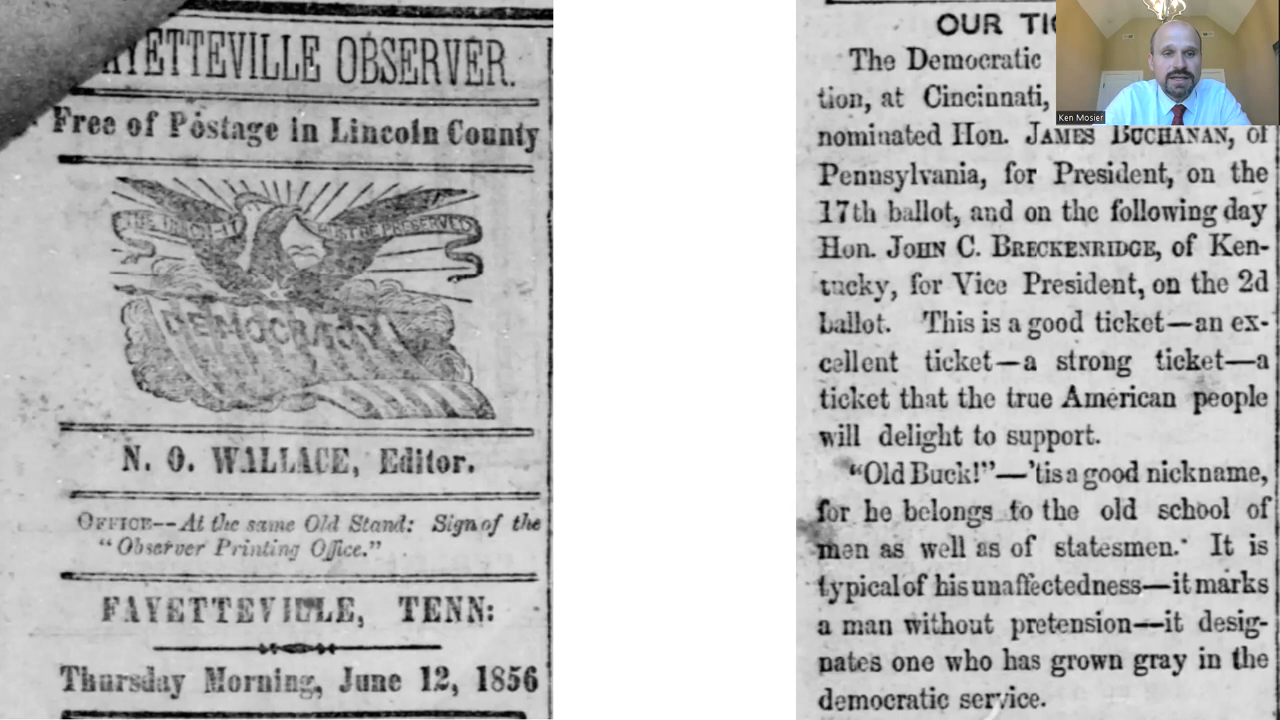 FAYETTEVILLE OBSERVER.
Free of Postage in Lincoln County
THE UNION—IT MUST BE PRESERVED
DEMOCRACY!
N. O. WALLACE, Editor.
OFFICE--At the same Old Stand: Sign of the
"Observer Printing Office."
FAYETTEVILLE, TENN:
Thursday Morning, June 12, 1856
OUR
The Democratic
tion, at Cincinnati,
nominated Hon. JAMES BUCHANAN, of
Pennsylvania, for President, on the
17th ballot, and on the following day
Hon. JOHN C. BRECKENRIDGE, of Ken-
tucky, for Vice President, on the 2d
ballot. This is a good ticket—an ex-
cellent ticket—a strong ticket—a
ticket that the true American people
will delight to support.
"Old Buck!"—'tis a good nickname,
for he belongs to the old school of
men as well as of statesmen. It is
typical of his unaffectedness—it marks
a man without pretension—it desig-
nates one who has grown gray in the
democratic service.
Ken Mosier